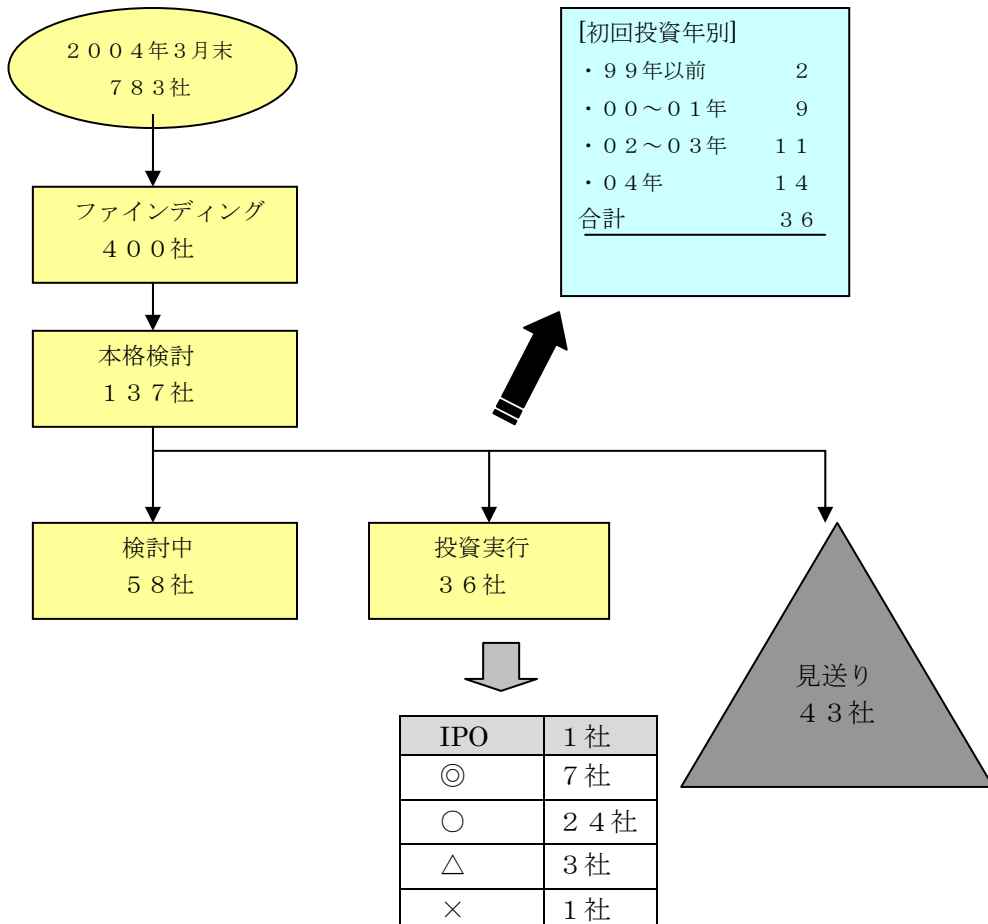 ２００４年３月末
７８３社
ファインディング
４００社
本格検討
１３７社
検討中
５８社
投資実行
３６社
見送り
４３社
[初回投資年別]
・９９年以前 ２
・００～０１年 ９
・０２～０３年 １１
・０４年 １４
合計 ３６
IPO １社
◎ ７社
○ ２４社
△ ３社
× １社